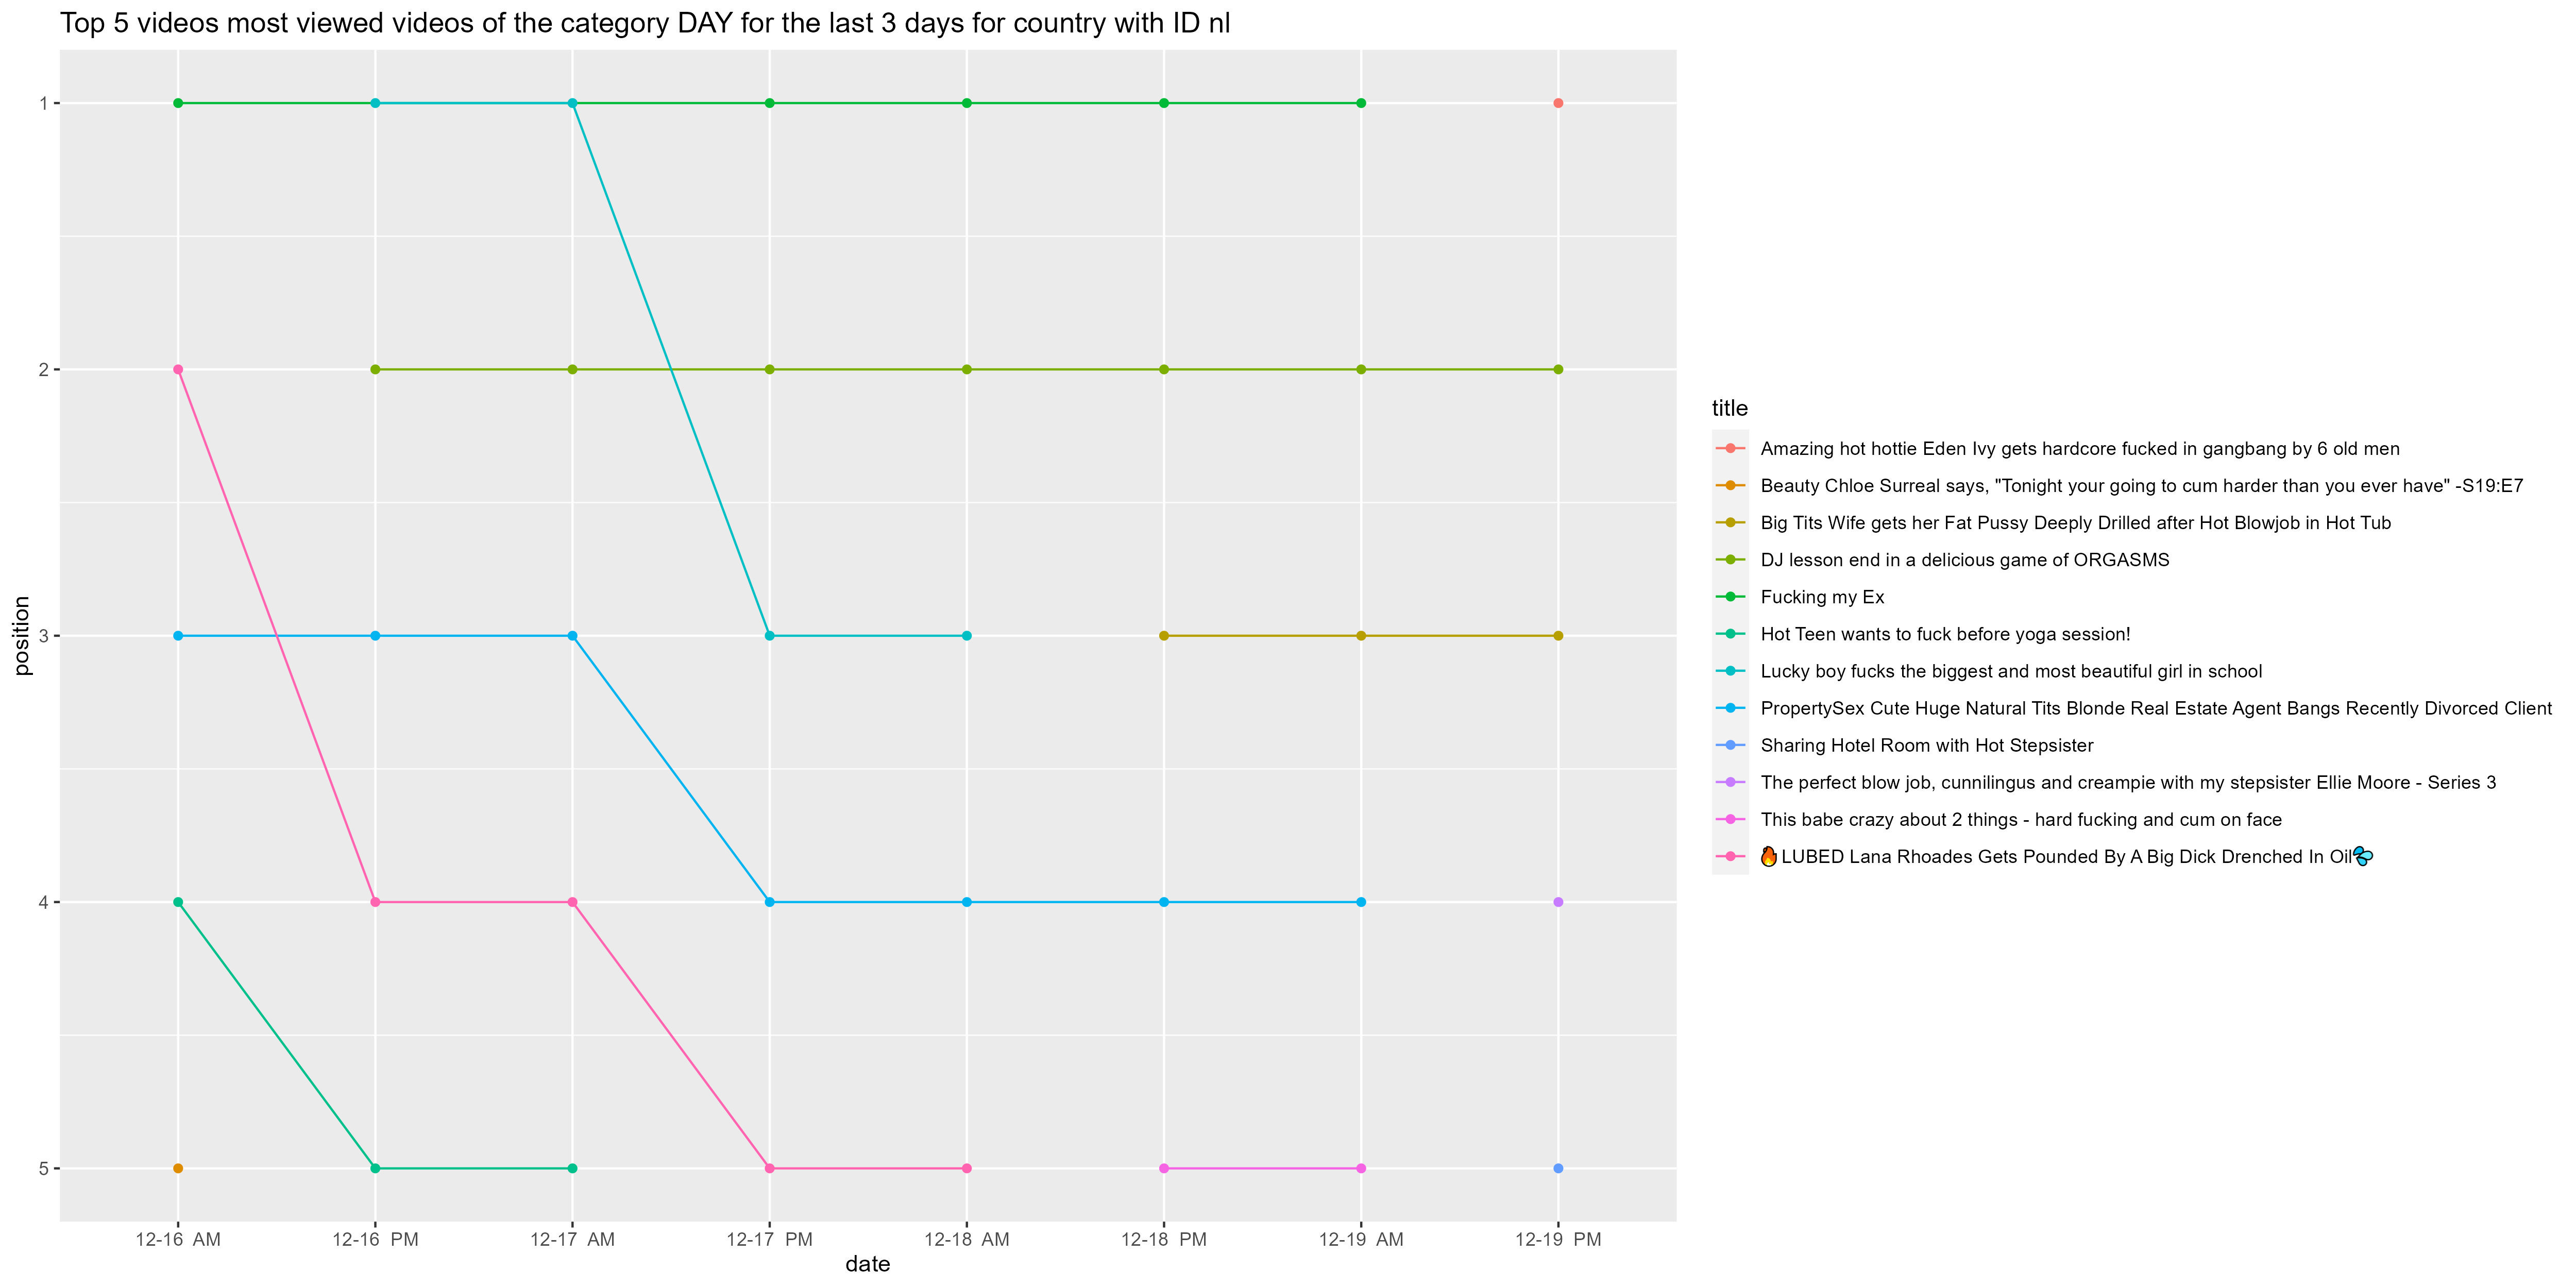 Top 5 videos most viewed videos of the category DAY for the last 3 days for country with ID nl
position
1
2
3
4
5
12-16 AM
12-16 PM
12-17 AM
12-17 PM
12-18 AM
12-18 PM
12-19 AM
12-19 PM
date
title
Amazing hot hottie Eden Ivy gets hardcore fucked in gangbang by 6 old men
Beauty Chloe Surreal says, "Tonight your going to cum harder than you ever have" -S19:E7
Big Tits Wife gets her Fat Pussy Deeply Drilled after Hot Blowjob in Hot Tub
DJ lesson end in a delicious game of ORGASMS
Fucking my Ex
Hot Teen wants to fuck before yoga session!
Lucky boy fucks the biggest and most beautiful girl in school
PropertySex Cute Huge Natural Tits Blonde Real Estate Agent Bangs Recently Divorced Client
Sharing Hotel Room with Hot Stepsister
The perfect blow job, cunnilingus and creampie with my stepsister Ellie Moore - Series 3
This babe crazy about 2 things - hard fucking and cum on face
🔥LUBED Lana Rhoades Gets Pounded By A Big Dick Drenched In Oil💦